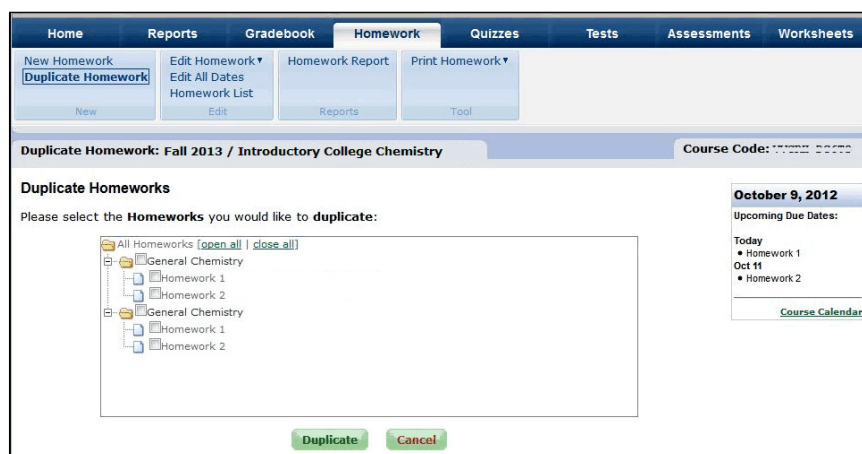 Home Reports Gradebook Homework Quizzes Tests Assessments Worksheets
New Homework Edit Homework▾ Homework Report Print Homework▾
Duplicate Homework Edit All Dates
Homework List
New Edit Reports Tool
Duplicate Homework: Fall 2013 / Introductory College Chemistry Course Code:
Duplicate Homeworks
Please select the Homeworks you would like to duplicate:
All Homeworks [open all | close all]
General Chemistry
Homework 1
Homework 2
General Chemistry
Homework 1
Homework 2
Duplicate Cancel
October 9, 2012
Upcoming Due Dates:
Today
• Homework 1
Oct 11
• Homework 2
Course Calendar